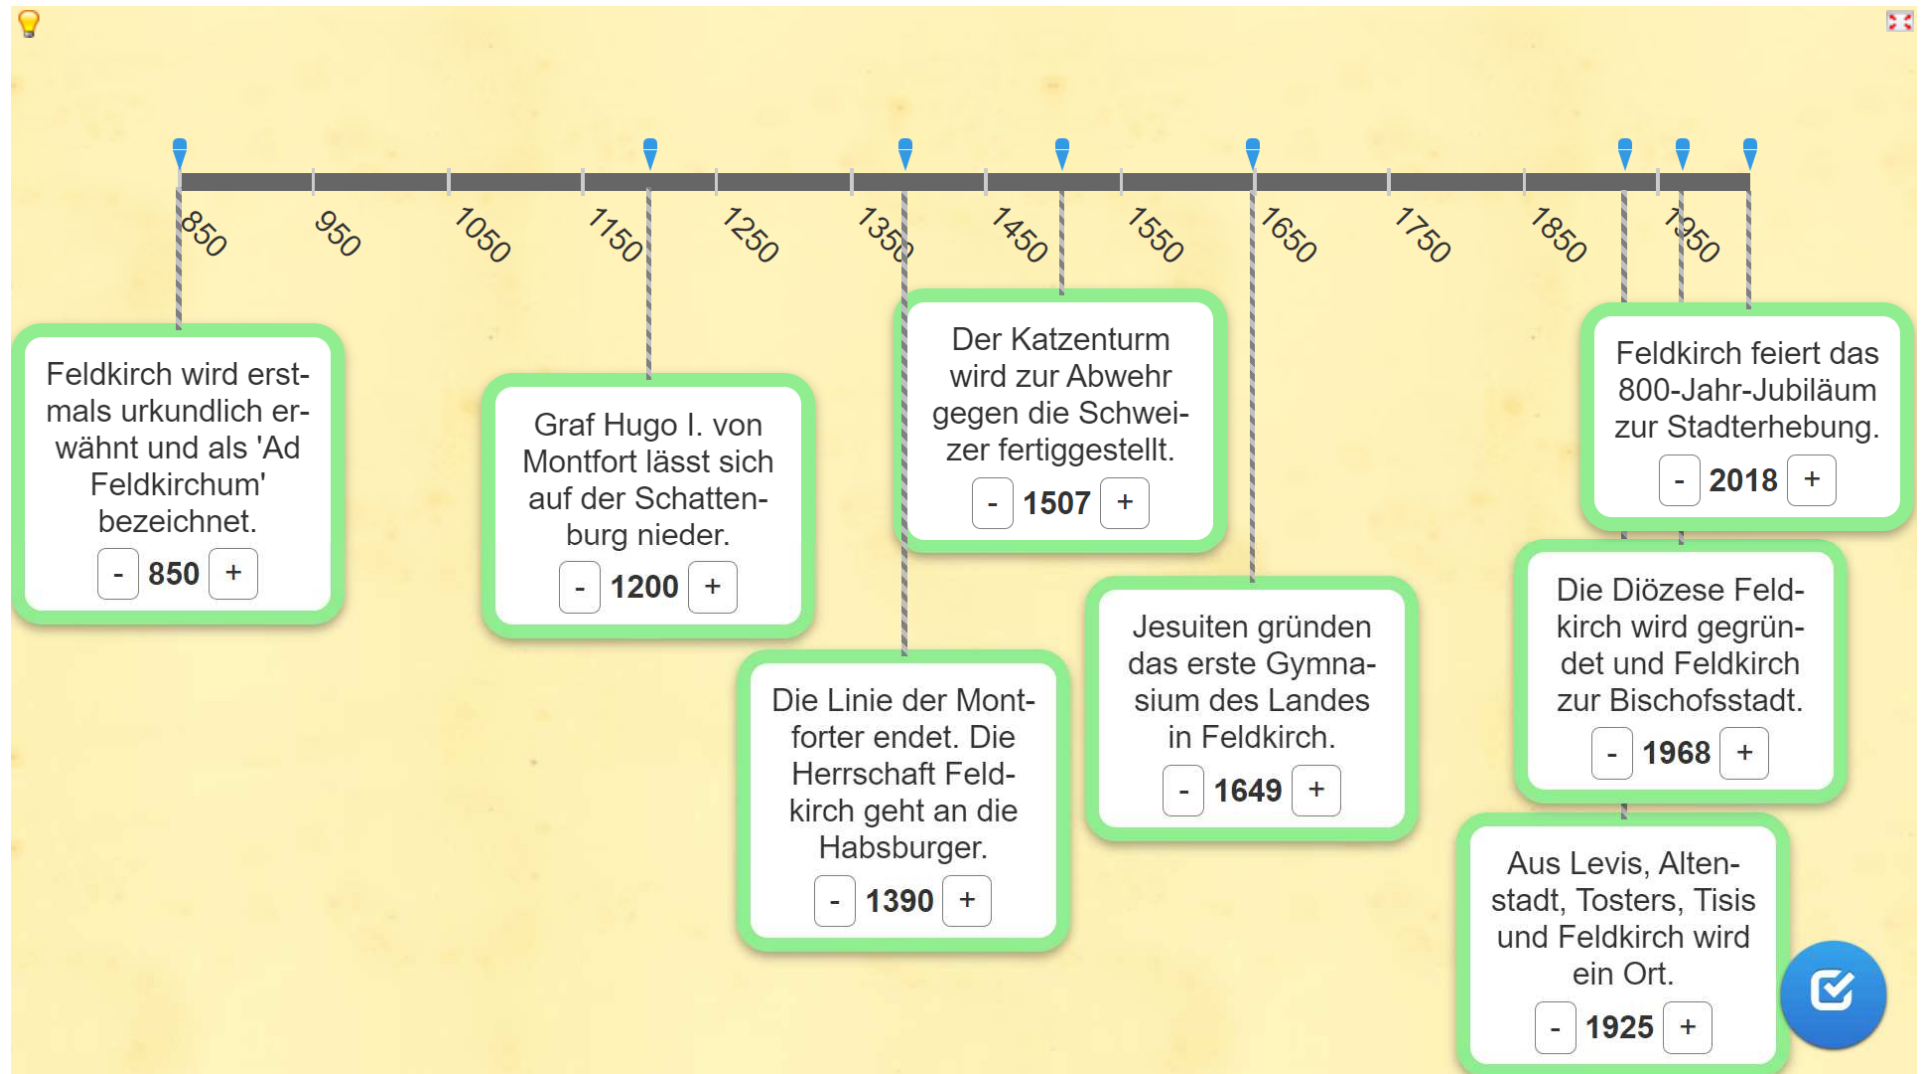 850
950
1050
1150
1250
1350
1450
1550
1650
1750
1850
1950
Feldkirch wird erst-
mals urkundlich er-
wähnt und als 'Ad
Feldkirchum'
bezeichnet.
- 850 +
Graf Hugo I. von
Montfort lässt sich
auf der Schatten-
burg nieder.
- 1200 +
Die Linie der Mont-
forter endet. Die
Herrschaft Feld-
kirch geht an die
Habsburger.
- 1390 +
Der Katzenturm
wird zur Abwehr
gegen die Schwei-
zer fertiggestellt.
- 1507 +
Jesuiten gründen
das erste Gymna-
sium des Landes
in Feldkirch.
- 1649 +
Feldkirch feiert das
800-Jahr-Jubiläum
zur Stadterhebung.
- 2018 +
Die Diözese Feld-
kirch wird gegrün-
det und Feldkirch
zur Bischofsstadt.
- 1968 +
Aus Levis, Alten-
stadt, Tosters, Tisis
und Feldkirch wird
ein Ort.
- 1925 +